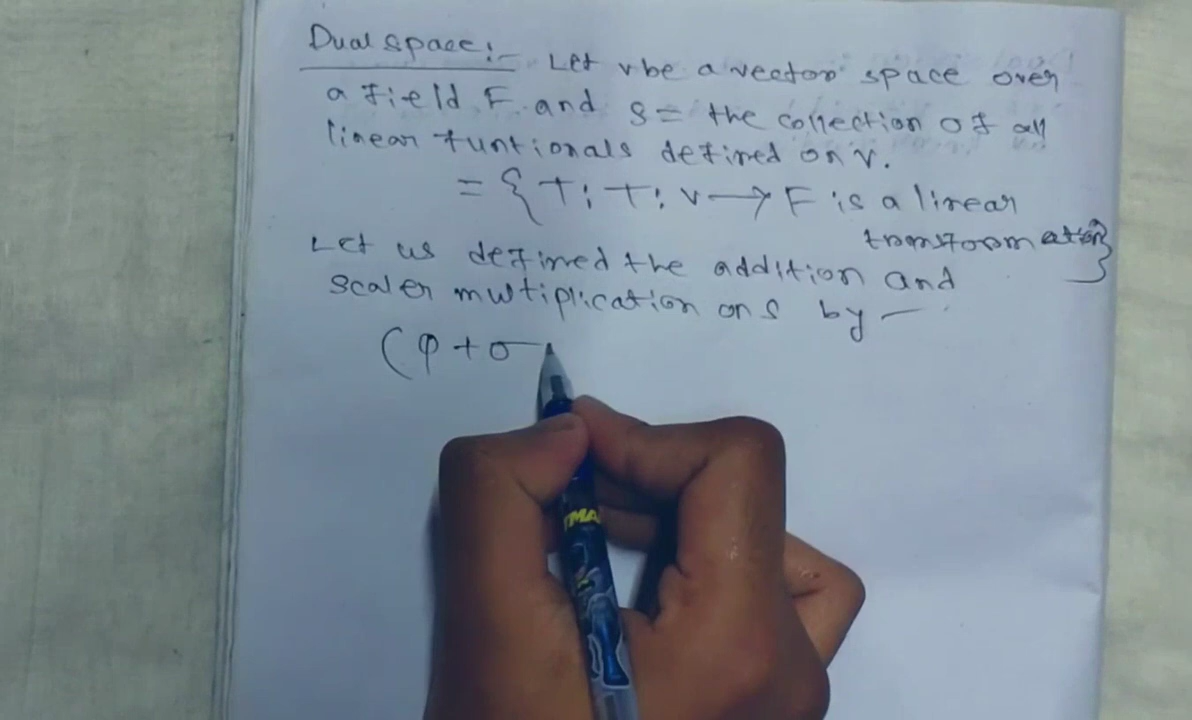 Dual space:- Let v be a vector space over
a field F. and S = the collection of all
linear funtionals defined on v.
= { T: T: v → F is a linear
transformation}
Let us defined the addition and
scaler multiplication on S by —
(φ + σ
TMA